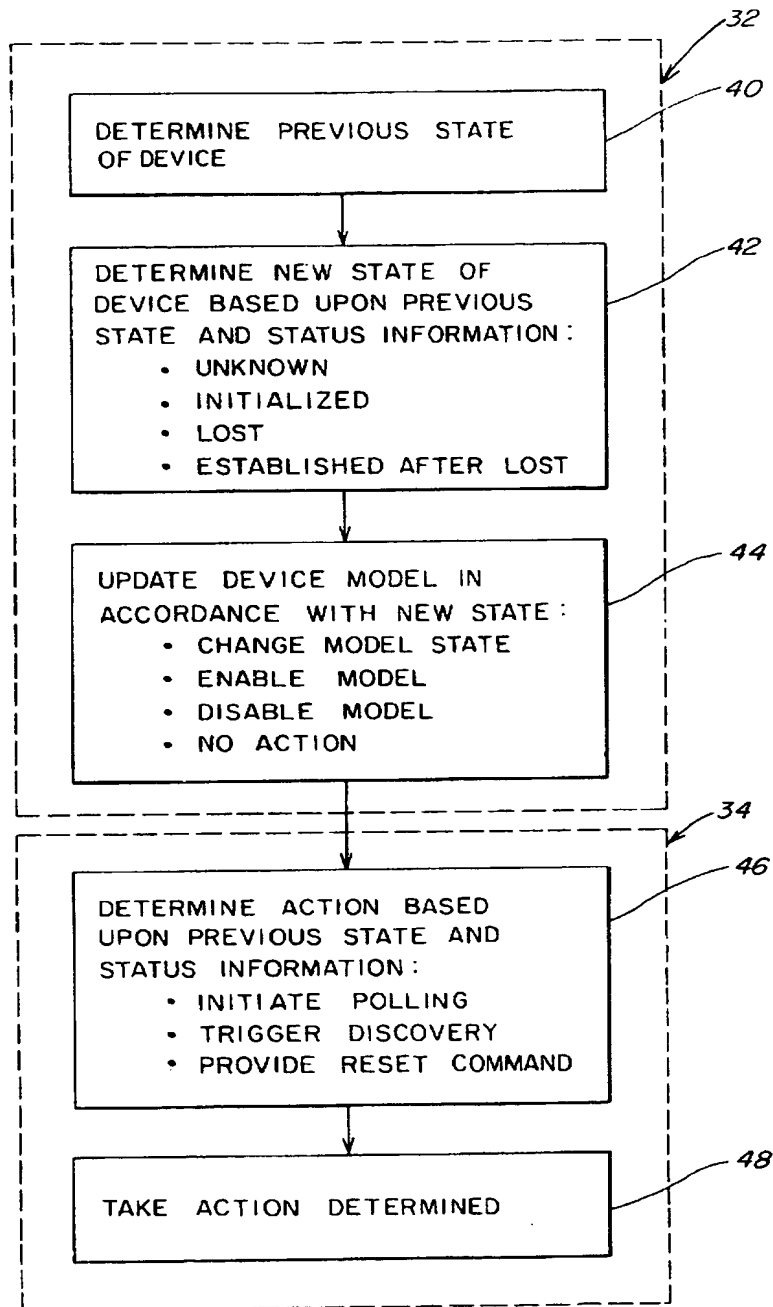 32
40
DETERMINE PREVIOUS STATE
OF DEVICE
42
DETERMINE NEW STATE OF
DEVICE BASED UPON PREVIOUS
STATE AND STATUS INFORMATION:
• UNKNOWN
• INITIALIZED
• LOST
• ESTABLISHED AFTER LOST
44
UPDATE DEVICE MODEL IN
ACCORDANCE WITH NEW STATE:
• CHANGE MODEL STATE
• ENABLE MODEL
• DISABLE MODEL
• NO ACTION
34
46
DETERMINE ACTION BASED
UPON PREVIOUS STATE AND
STATUS INFORMATION:
• INITIATE POLLING
• TRIGGER DISCOVERY
• PROVIDE RESET COMMAND
48
TAKE ACTION DETERMINED